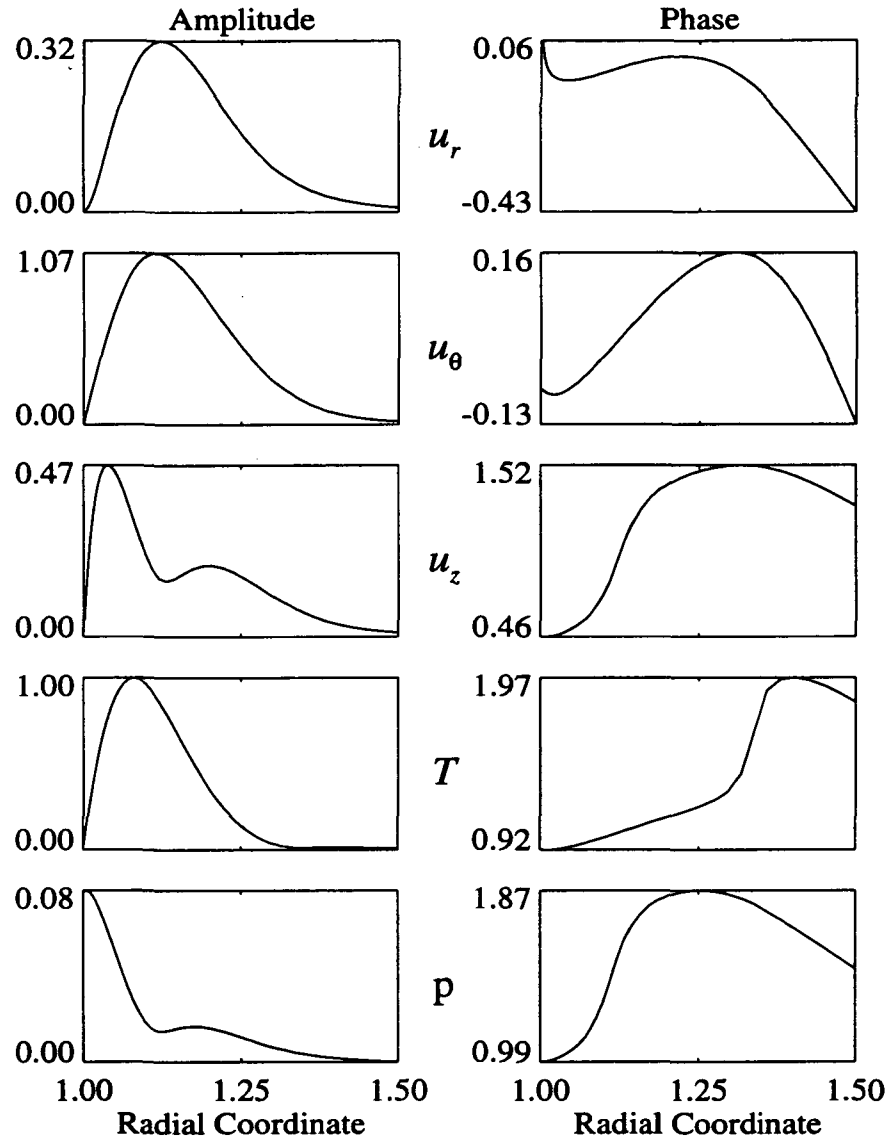 Amplitude Phase
0.32 0.06
u_r
0.00 -0.43
1.07 0.16
u_θ
0.00 -0.13
0.47 1.52
u_z
0.00 0.46
1.00 1.97
T
0.00 0.92
0.08 1.87
p
0.00 0.99
1.00 1.25 1.50 1.00 1.25 1.50
Radial Coordinate Radial Coordinate